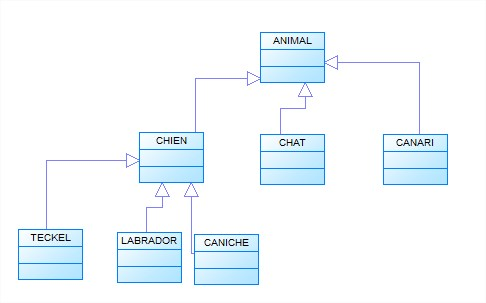 ANIMAL
CHIEN
CHAT
CANARI
TECKEL
LABRADOR
CANICHE